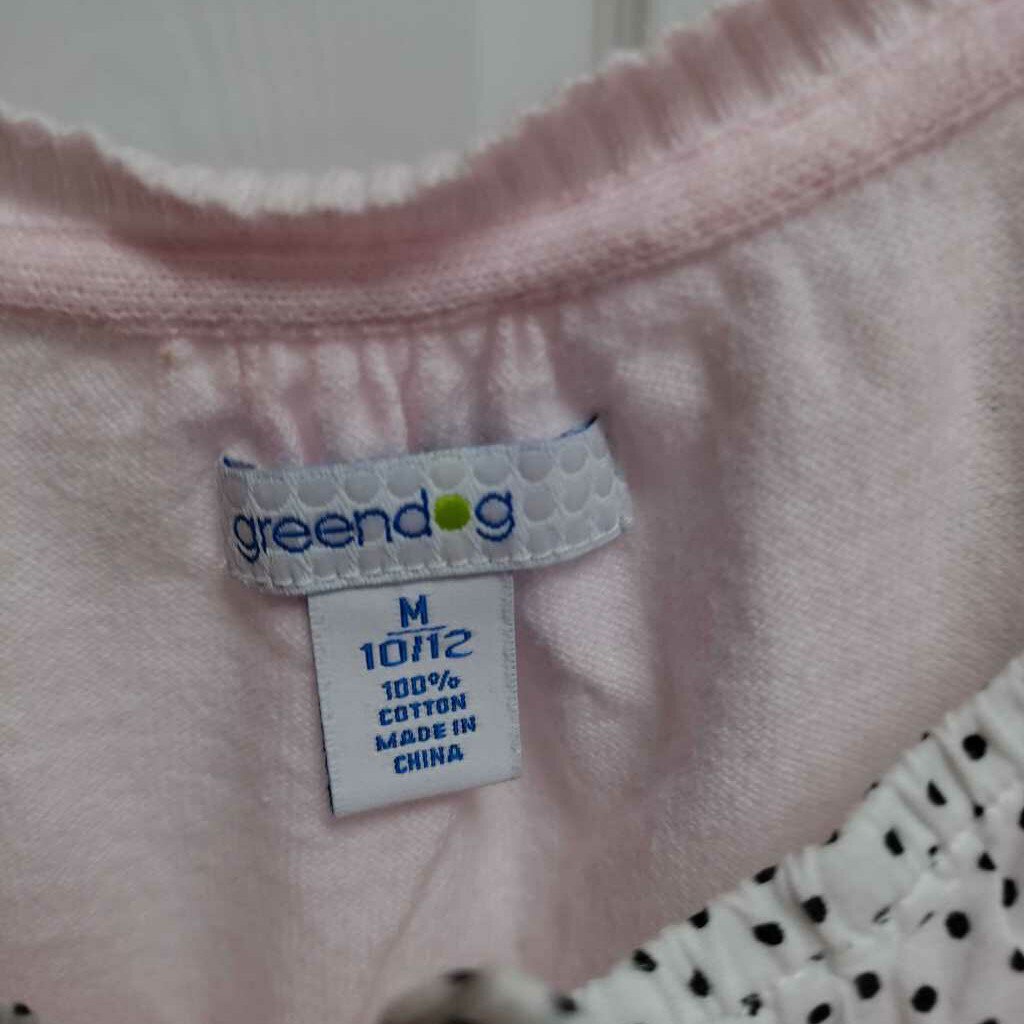 greendog
M
10/12
100%
COTTON
MADE IN
CHINA